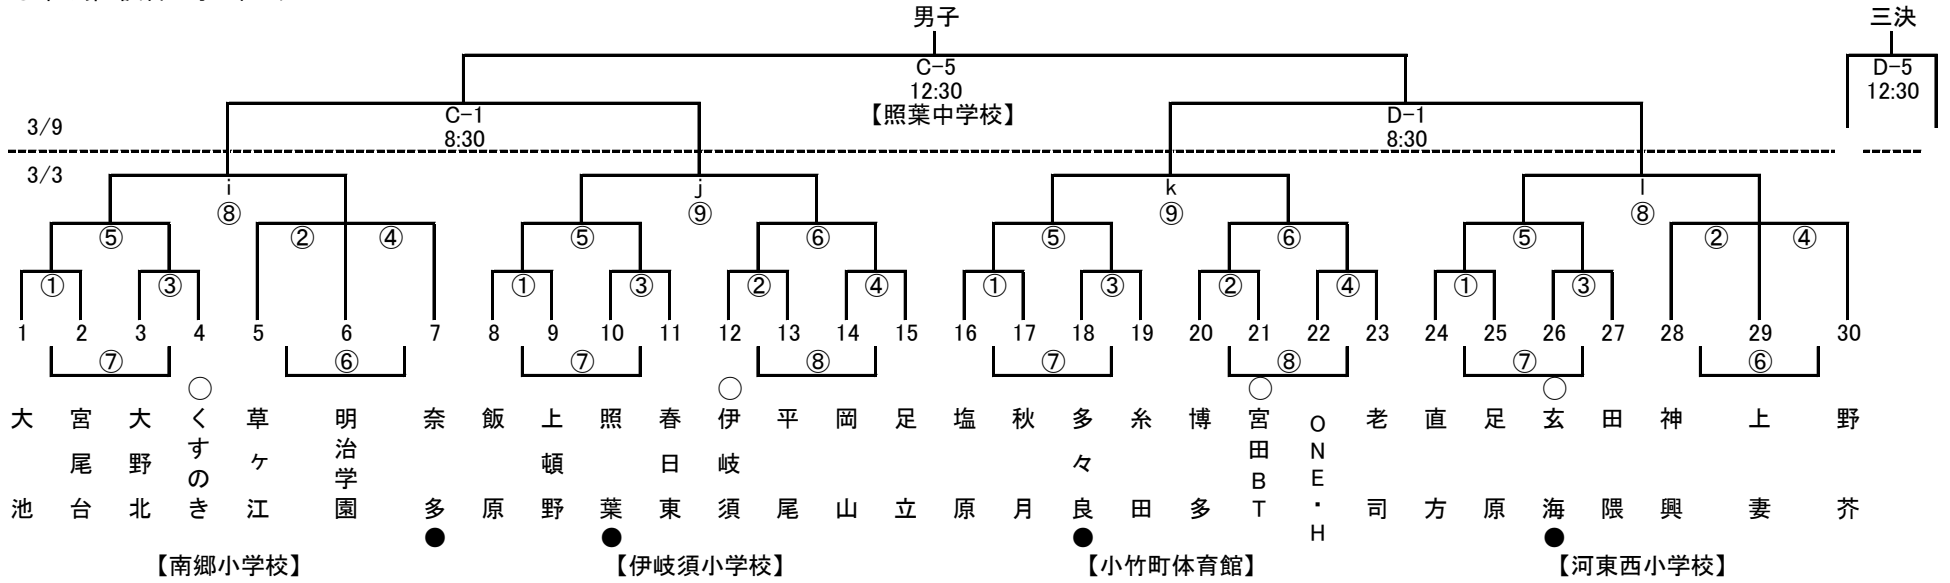 男子
三決
C-5
12:30
【照葉中学校】
D-5
12:30
C-1
8:30
D-1
8:30
3/9
3/3
i
⑧
j
⑨
k
⑨
l
⑧
⑤ ② ④ ⑤ ⑥ ⑤ ⑥ ⑤ ② ④
① ③ ① ③ ② ④ ① ③ ② ④ ① ③
1 2 3 4 5 6 7 8 9 10 11 12 13 14 15 16 17 18 19 20 21 22 23 24 25 26 27 28 29 30
⑦ ⑥ ⑦ ⑧ ⑦ ⑧ ⑦ ⑥
○ ○ ○ ○
大池
宮尾台
大野北
くすのき
草ヶ江
明治学園
奈多
飯原
上頓野
照葉
春日東
伊岐須
平尾
岡山
足立
塩原
秋月
多々良
糸田
博多
宮田BT
ONE・H
老司
直方
足原
玄海
田隈
神興
上妻
野芥
● ● ● ●
【南郷小学校】
【伊岐須小学校】
【小竹町体育館】
【河東西小学校】